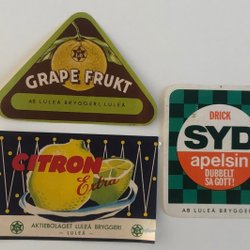 GRAPE FRUKT
AB LULEÅ BRYGGERI, LULEÅ
CITRON
Extra
AKTIEBOLAGET LULEÅ BRYGGERI
- LULEÅ -
DRICK
SYD
apelsin
DUBBELT
SÅ GOTT!
AB LULEÅ BRYGGERI